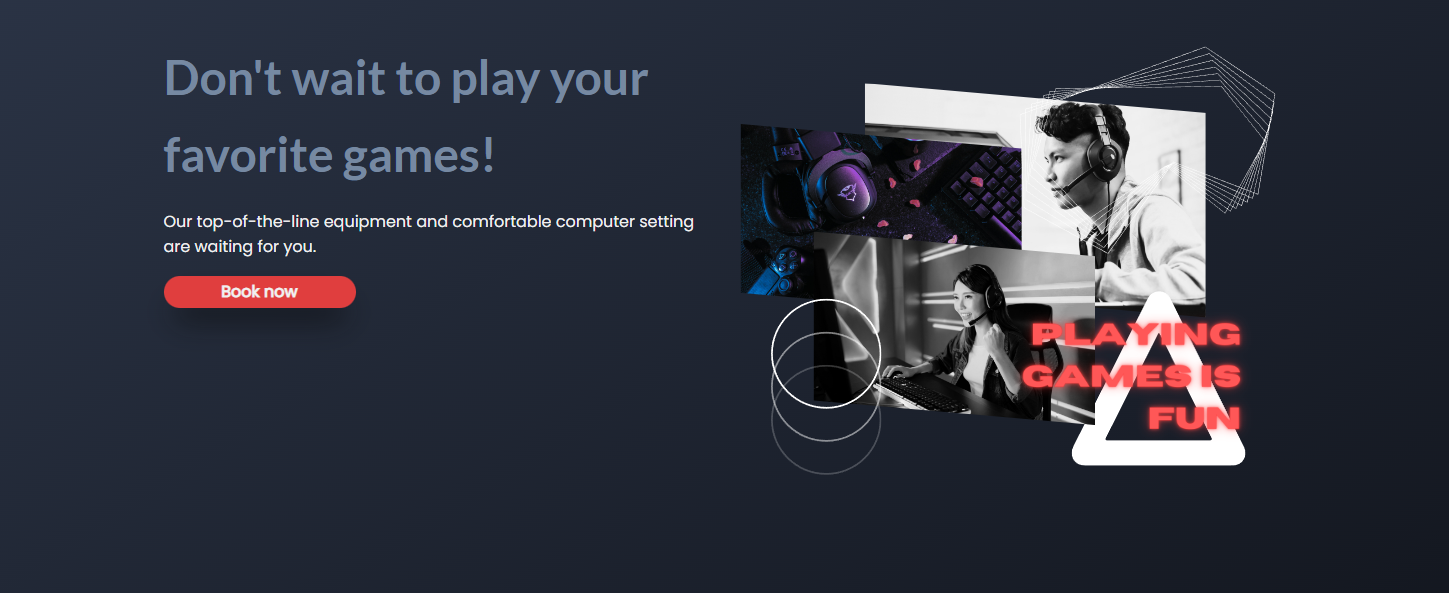 Don't wait to play your
favorite games!
Our top-of-the-line equipment and comfortable computer setting
are waiting for you.
Book now
PLAYING
GAMES IS
FUN